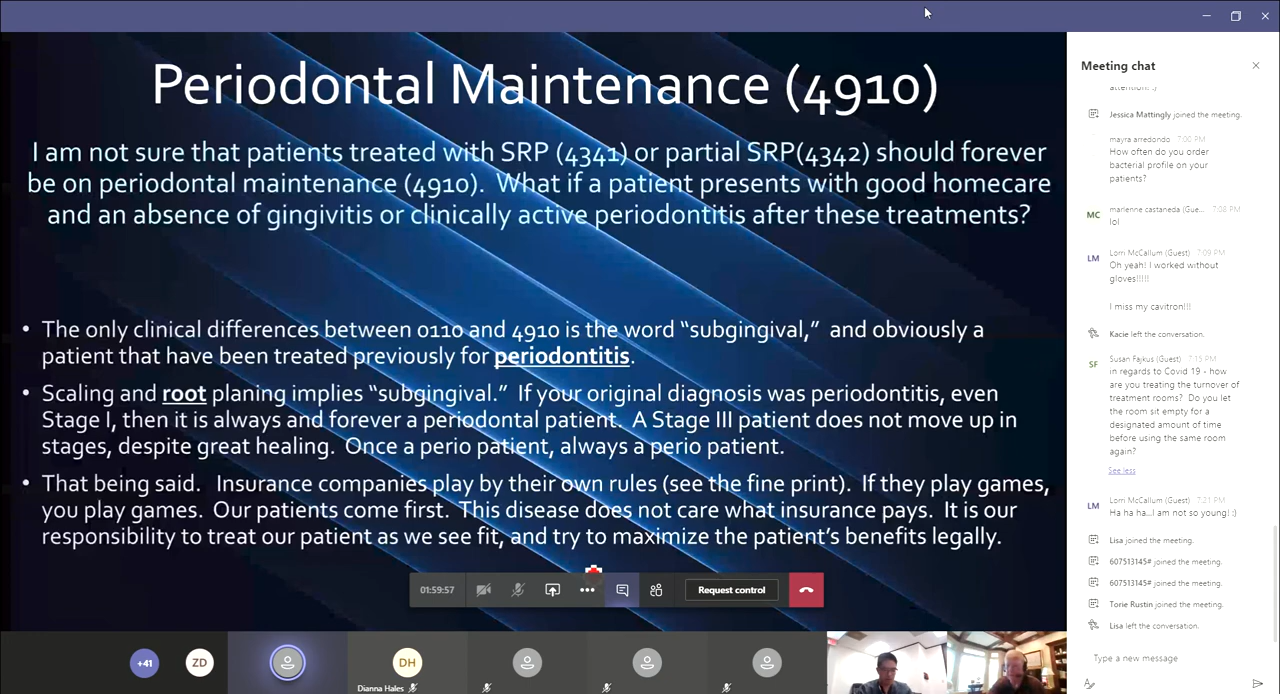 Periodontal Maintenance (4910)
I am not sure that patients treated with SRP (4341) or partial SRP(4342) should forever
be on periodontal maintenance (4910). What if a patient presents with good homecare
and an absence of gingivitis or clinically active periodontitis after these treatments?
• The only clinical differences between 0110 and 4910 is the word “subgingival,” and obviously a
patient that have been treated previously for periodontitis.
• Scaling and root planing implies “subgingival.” If your original diagnosis was periodontitis, even
Stage I, then it is always and forever a periodontal patient. A Stage III patient does not move up in
stages, despite great healing. Once a perio patient, always a perio patient.
• That being said. Insurance companies play by their own rules (see the fine print). If they play games,
you play games. Our patients come first. This disease does not care what insurance pays. It is our
responsibility to treat our patient as we see fit, and try to maximize the patient’s benefits legally.
01:59:57
Request control
+41
ZD
DH
Dianna Hales
Meeting chat
Jessica Mattingly joined the meeting.
mayra arredondo 7:00 PM
How often do you order
bacterial profile on your
patients?
MC
marlenne castaneda (Gue... 7:08 PM
lol
LM
Lorri McCallum (Guest) 7:09 PM
Oh yeah! I worked without
gloves!!!!!
I miss my cavitron!!!
Kacie left the conversation.
SF
Susan Fajkus (Guest) 7:15 PM
in regards to Covid 19 - how
are you treating the turnover of
treatment rooms? Do you let
the room sit empty for a
designated amount of time
before using the same room
again?
See less
LM
Lorri McCallum (Guest) 7:21 PM
Ha ha ha...I am not so young! :)
Lisa joined the meeting.
607513145# joined the meeting.
607513145# joined the meeting.
Torie Rustin joined the meeting.
Lisa left the conversation.
Type a new message